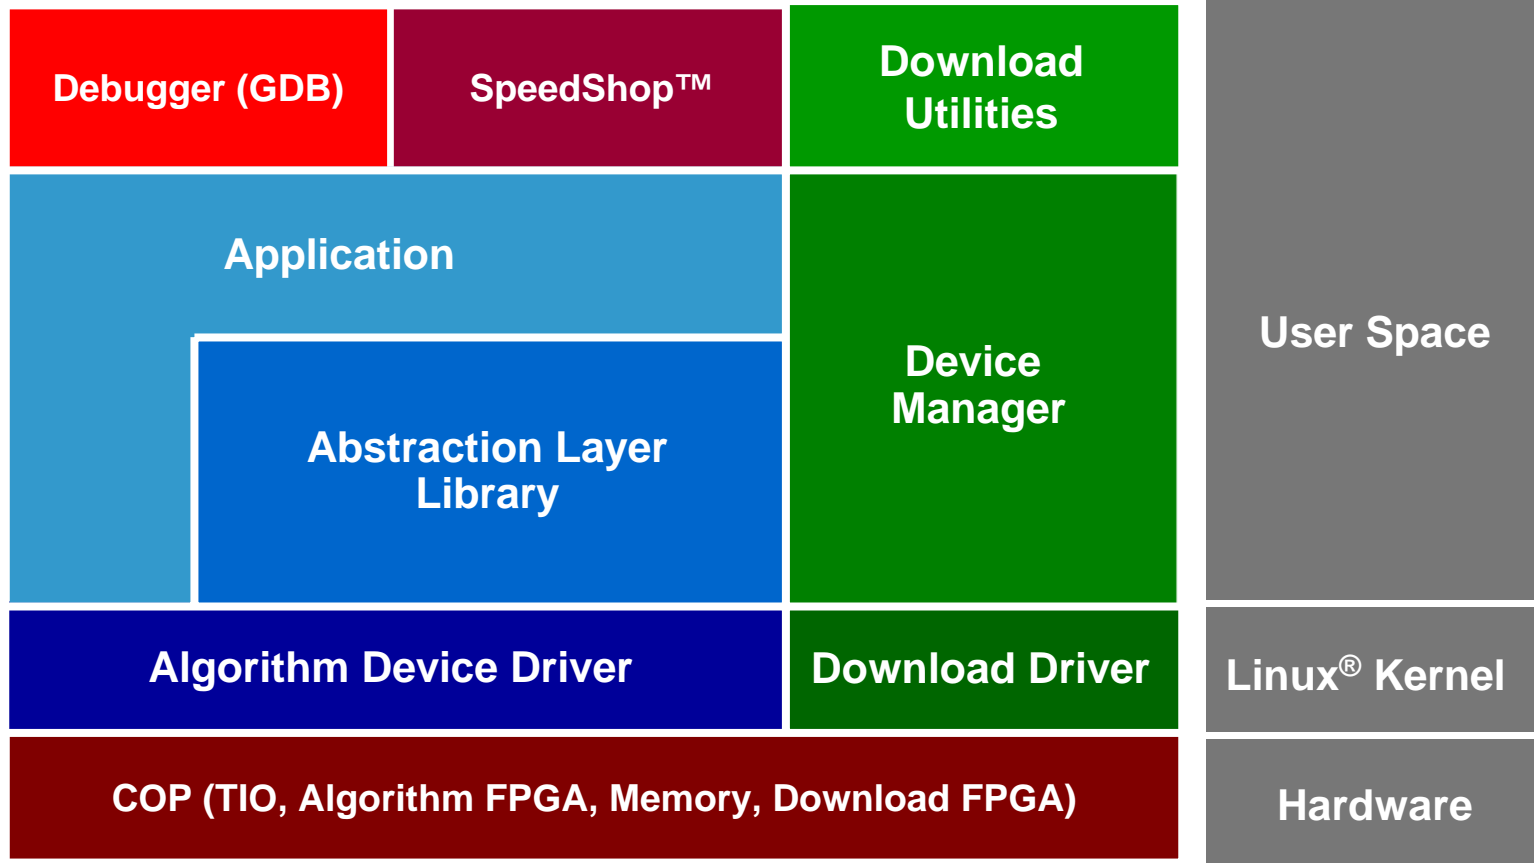 Debugger (GDB)
SpeedShop™
Download
Utilities
Application
Device
Manager
Abstraction Layer
Library
Algorithm Device Driver
Download Driver
COP (TIO, Algorithm FPGA, Memory, Download FPGA)
User Space
Linux® Kernel
Hardware